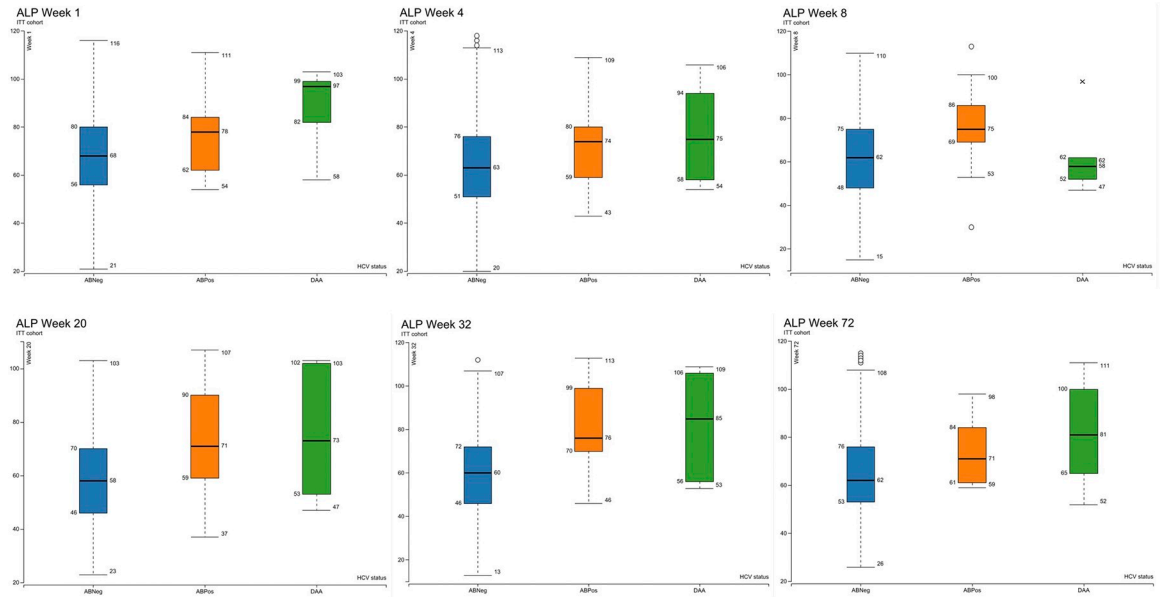 ALP Week 1
ITT cohort
120
100
80
60
40
20
Week 1
116
80
68
56
21
111
84
78
62
54
103
99
97
82
58
HCV status
ABNeg
ABPos
DAA
ALP Week 4
ITT cohort
120
100
80
60
40
20
Week 4
113
76
63
51
20
109
80
74
59
43
106
94
75
58
54
HCV status
ABNeg
ABPos
DAA
ALP Week 8
ITT cohort
120
100
80
60
40
20
Week 8
110
75
62
48
15
100
86
75
69
53
62
62
58
52
47
HCV status
ABNeg
ABPos
DAA
ALP Week 20
ITT cohort
100
80
60
40
20
Week 20
103
70
58
46
23
107
90
71
59
37
102
103
73
53
47
HCV status
ABNeg
ABPos
DAA
ALP Week 32
ITT cohort
120
100
80
60
40
20
Week 32
107
72
60
46
13
113
99
76
70
46
109
106
85
56
53
HCV status
ABNeg
ABPos
DAA
ALP Week 72
ITT cohort
120
100
80
60
40
20
Week 72
108
76
62
53
26
98
84
71
61
59
111
100
81
65
52
HCV status
ABNeg
ABPos
DAA